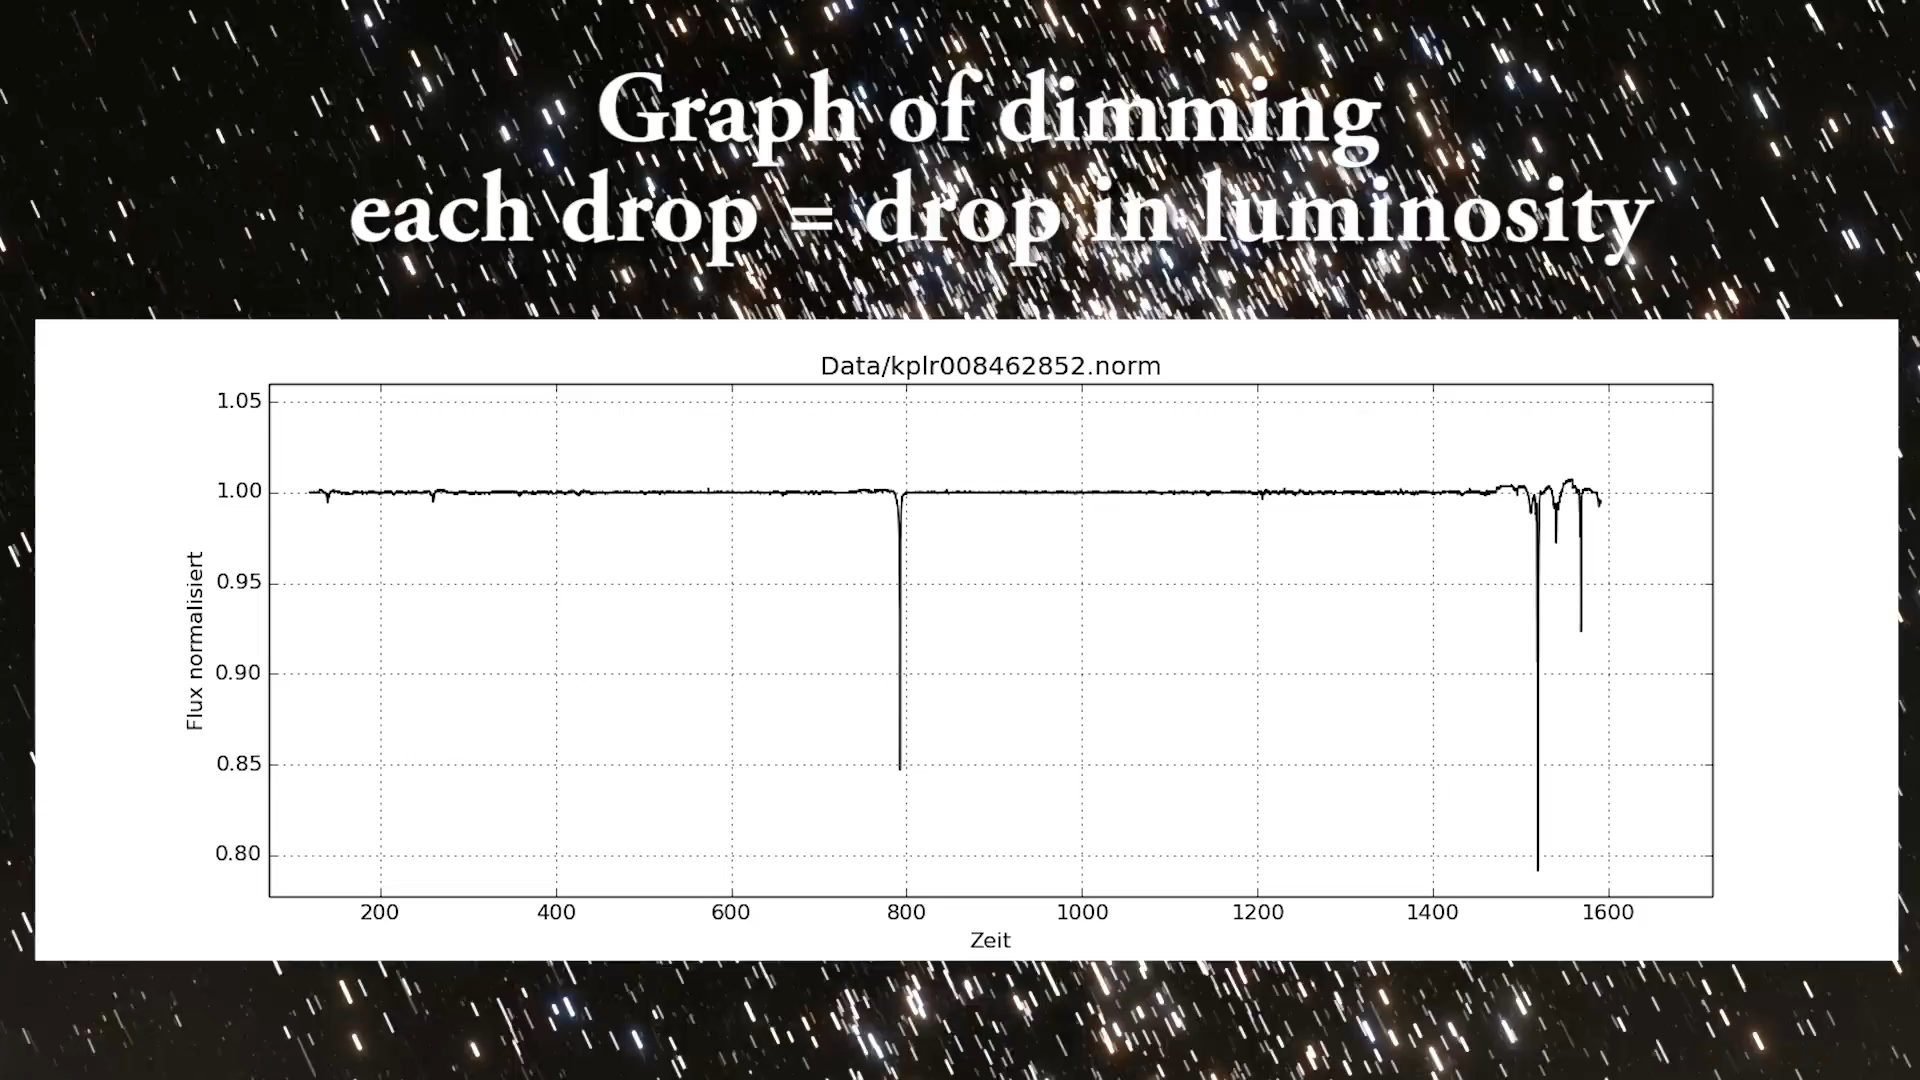 Graph of dimming
each drop = drop in luminosity
Data/kplr008462852.norm
1.05
1.00
0.95
0.90
0.85
0.80
Flux normalisiert
200 400 600 800 1000 1200 1400 1600
Zeit